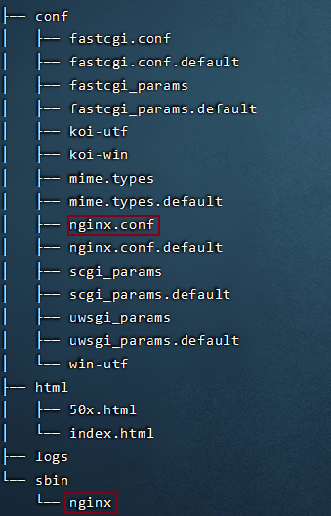 ├── conf
│   ├── fastcgi.conf
│   ├── fastcgi.conf.default
│   ├── fastcgi_params
│   ├── fastcgi_params.default
│   ├── koi-utf
│   ├── koi-win
│   ├── mime.types
│   ├── mime.types.default
│   ├── nginx.conf
│   ├── nginx.conf.default
│   ├── scgi_params
│   ├── scgi_params.default
│   ├── uwsgi_params
│   ├── uwsgi_params.default
│   └── win-utf
├── html
│   ├── 50x.html
│   └── index.html
├── logs
└── sbin
    └── nginx